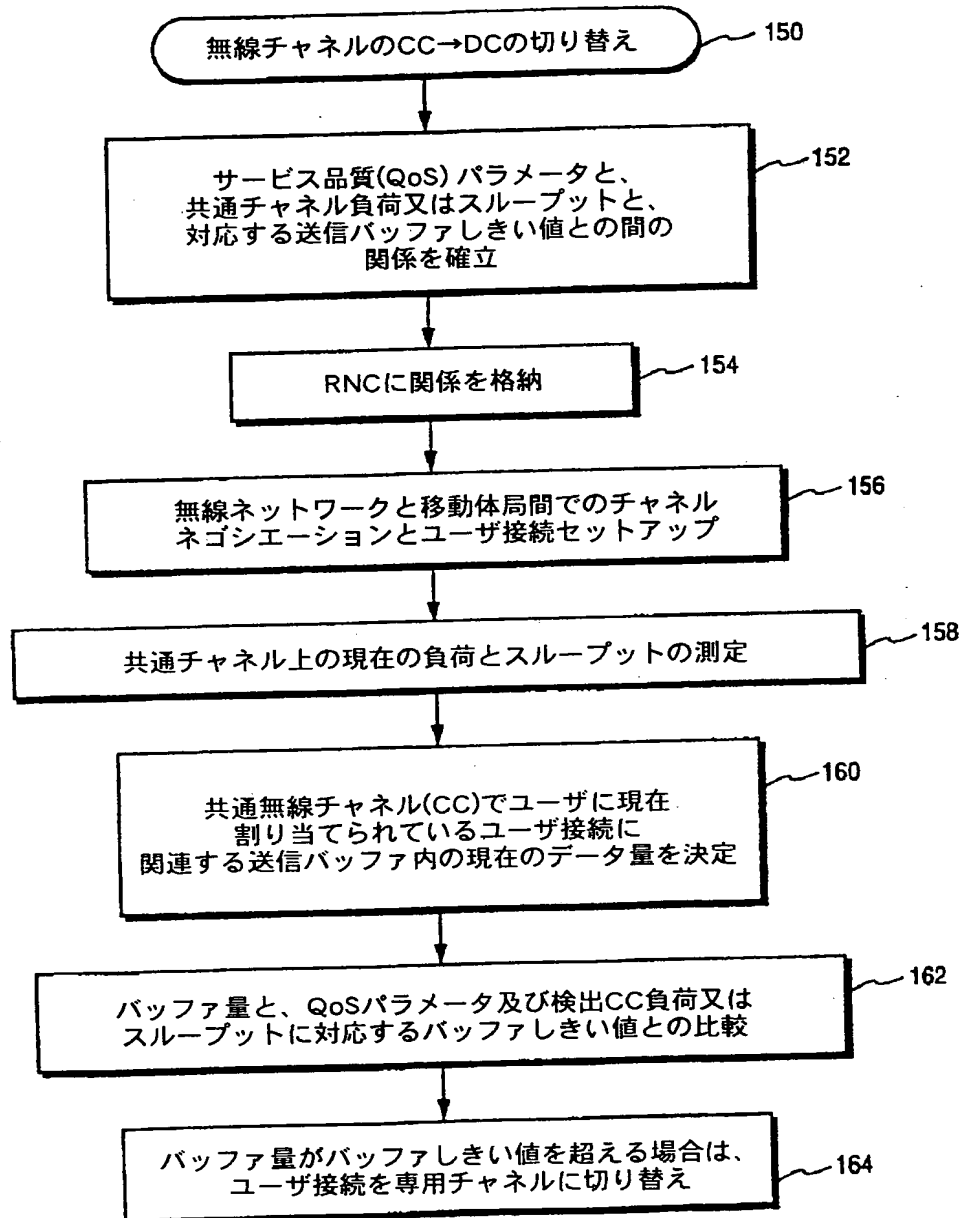 無線チャネルのCC→DCの切り替え
150
サービス品質(QoS) パラメータと、
共通チャネル負荷又はスループットと、
対応する送信バッファしきい値との間の
関係を確立
152
RNCに関係を格納
154
無線ネットワークと移動体局間でのチャネル
ネゴシエーションとユーザ接続セットアップ
156
共通チャネル上の現在の負荷とスループットの測定
158
共通無線チャネル(CC)でユーザに現在
割り当てられているユーザ接続に
関連する送信バッファ内の現在のデータ量を決定
160
バッファ量と、QoSパラメータ及び検出CC負荷又は
スループットに対応するバッファしきい値との比較
162
バッファ量がバッファしきい値を超える場合は、
ユーザ接続を専用チャネルに切り替え
164